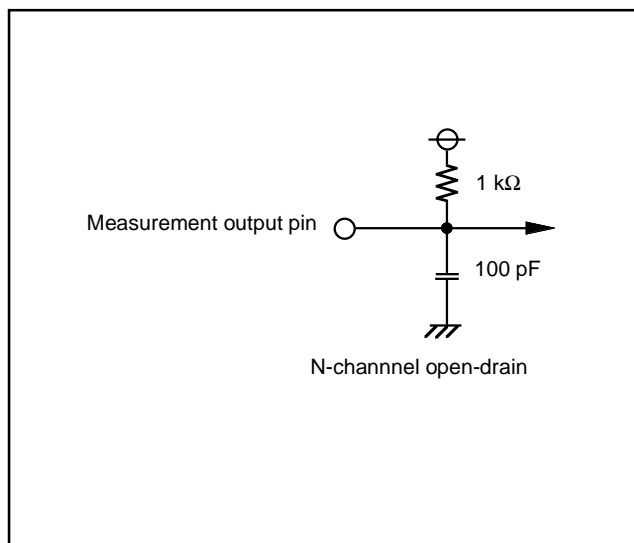 1 kΩ
Measurement output pin
100 pF
N-channnel open-drain